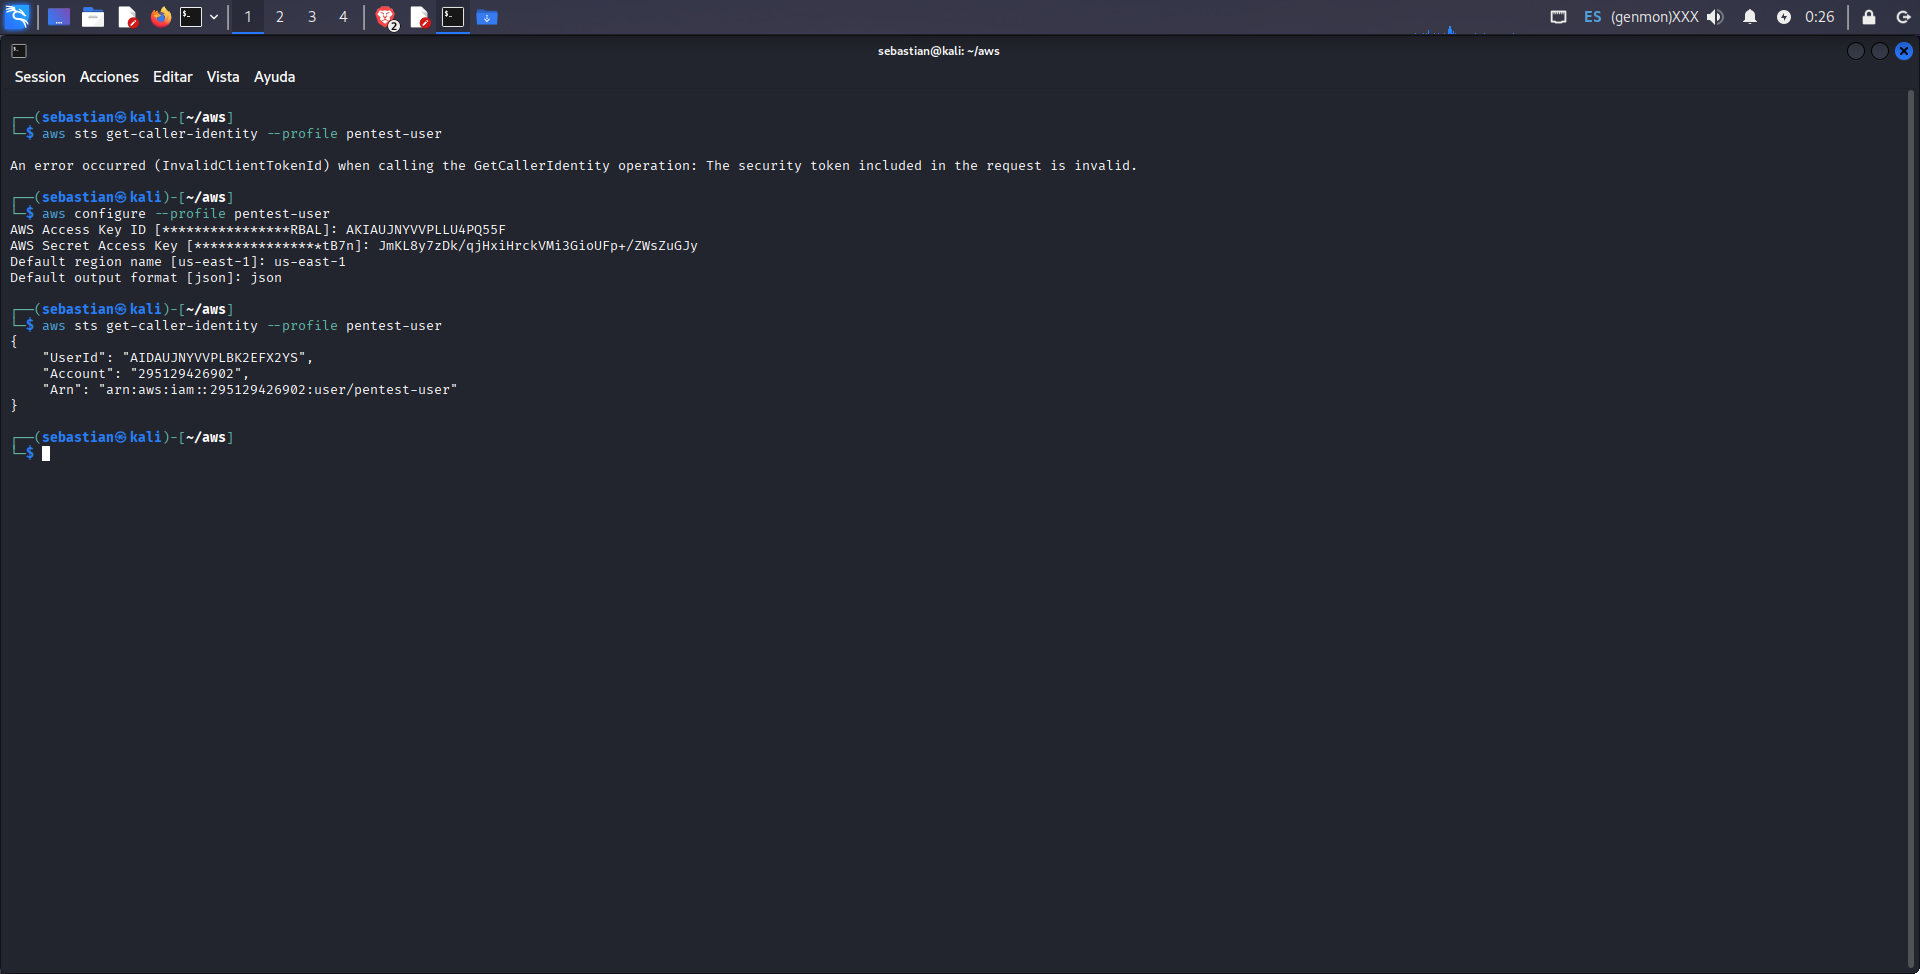 1 2 3 4 2 ES (genmon)XXX 0:26
sebastian@kali: ~/aws
Session Acciones Editar Vista Ayuda
┌──(sebastian㉿kali)-[~/aws]
└─$ aws sts get-caller-identity --profile pentest-user
An error occurred (InvalidClientTokenId) when calling the GetCallerIdentity operation: The security token included in the request is invalid.
┌──(sebastian㉿kali)-[~/aws]
└─$ aws configure --profile pentest-user
AWS Access Key ID [****************RBAL]: AKIAUJNYVVPLLU4PQ55F
AWS Secret Access Key [****************tB7n]: 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
Default region name [us-east-1]: us-east-1
Default output format [json]: json
┌──(sebastian㉿kali)-[~/aws]
└─$ aws sts get-caller-identity --profile pentest-user
{
    "UserId": "AIDAUJNYVVPLBK2EFX2YS",
    "Account": "295129426902",
    "Arn": "arn:aws:iam::295129426902:user/pentest-user"
}
┌──(sebastian㉿kali)-[~/aws]
└─$